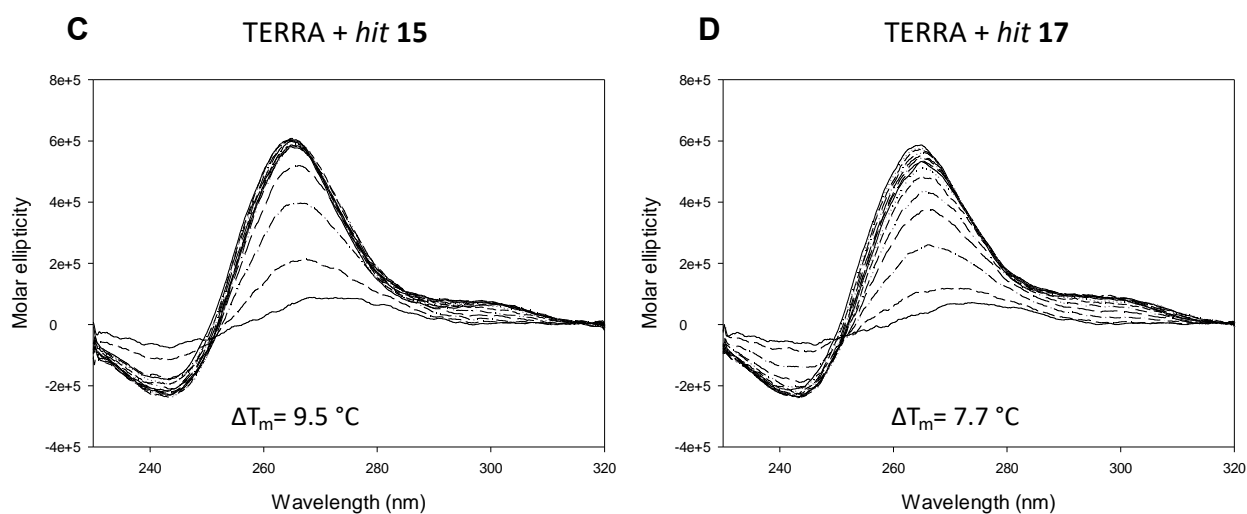 C TERRA + hit 15
8e+5
6e+5
4e+5
2e+5
0
-2e+5
-4e+5
Molar ellipticity
ΔTm= 9.5 °C
240 260 280 300 320
Wavelength (nm)
D TERRA + hit 17
8e+5
6e+5
4e+5
2e+5
0
-2e+5
-4e+5
Molar ellipticity
ΔTm= 7.7 °C
240 260 280 300 320
Wavelength (nm)